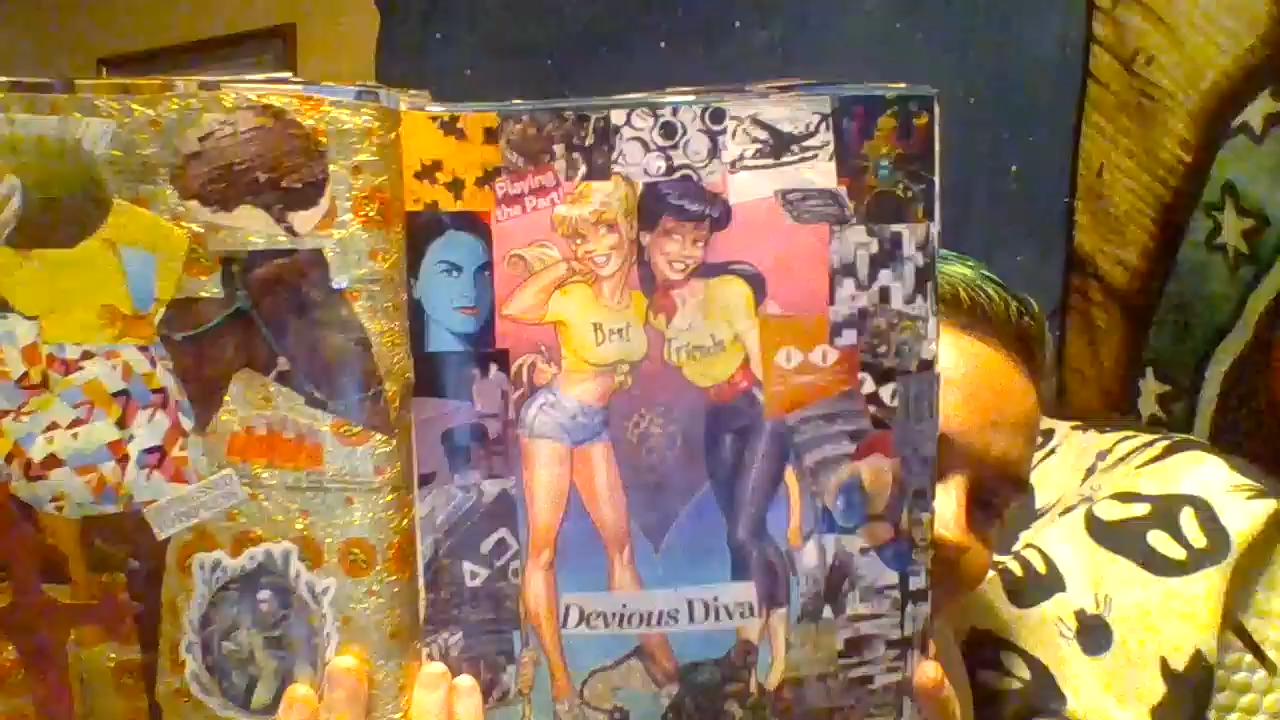 Playing
the Part!
Best
Friends
Devious Diva